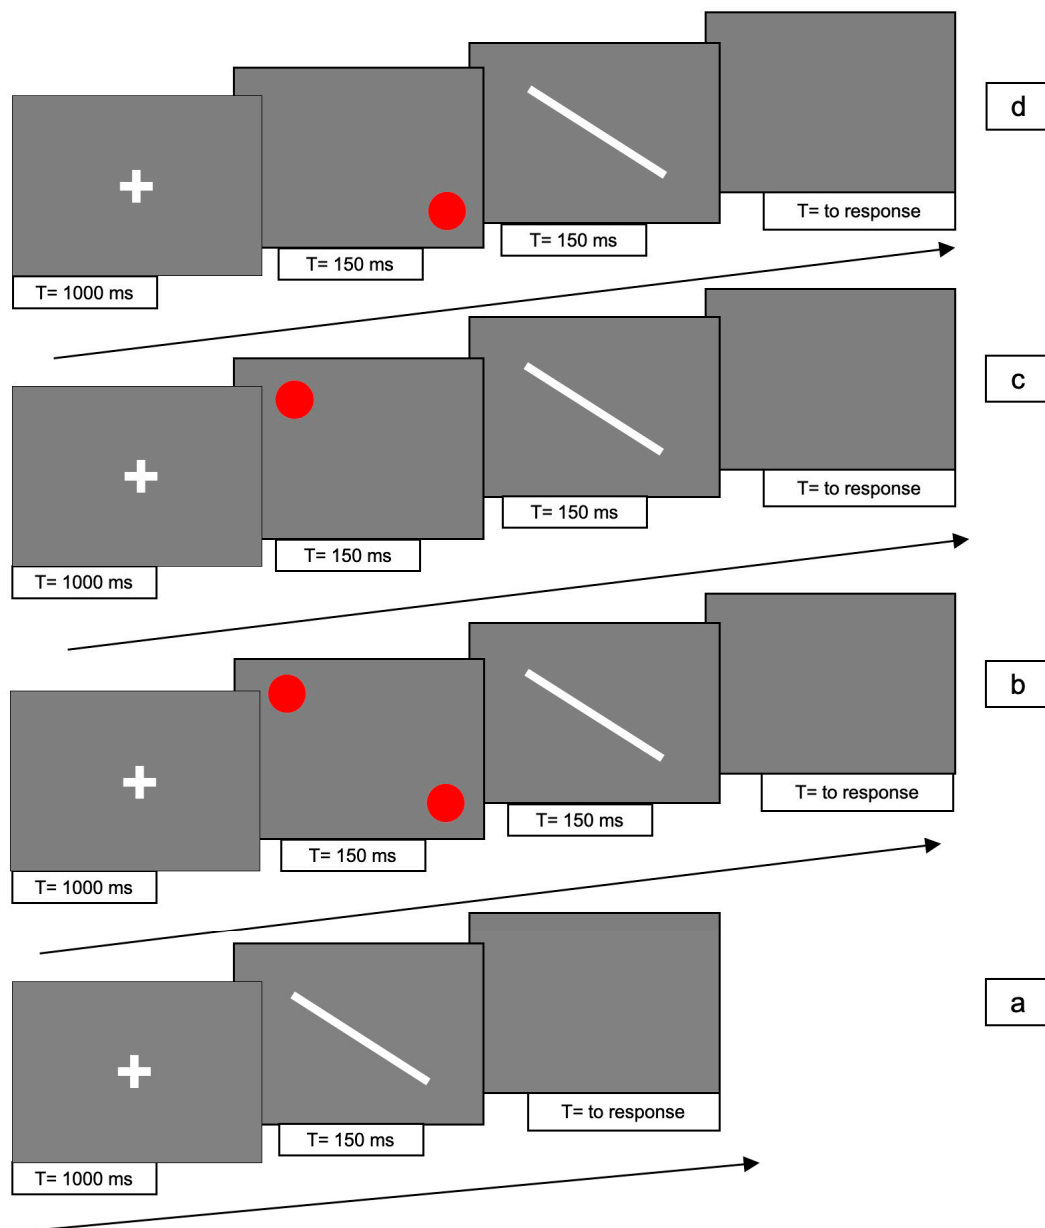 d
T= to response
T= 150 ms
T= 150 ms
T= 1000 ms
c
T= to response
T= 150 ms
T= 150 ms
T= 1000 ms
b
T= to response
T= 150 ms
T= 150 ms
T= 1000 ms
a
T= to response
T= 150 ms
T= 1000 ms